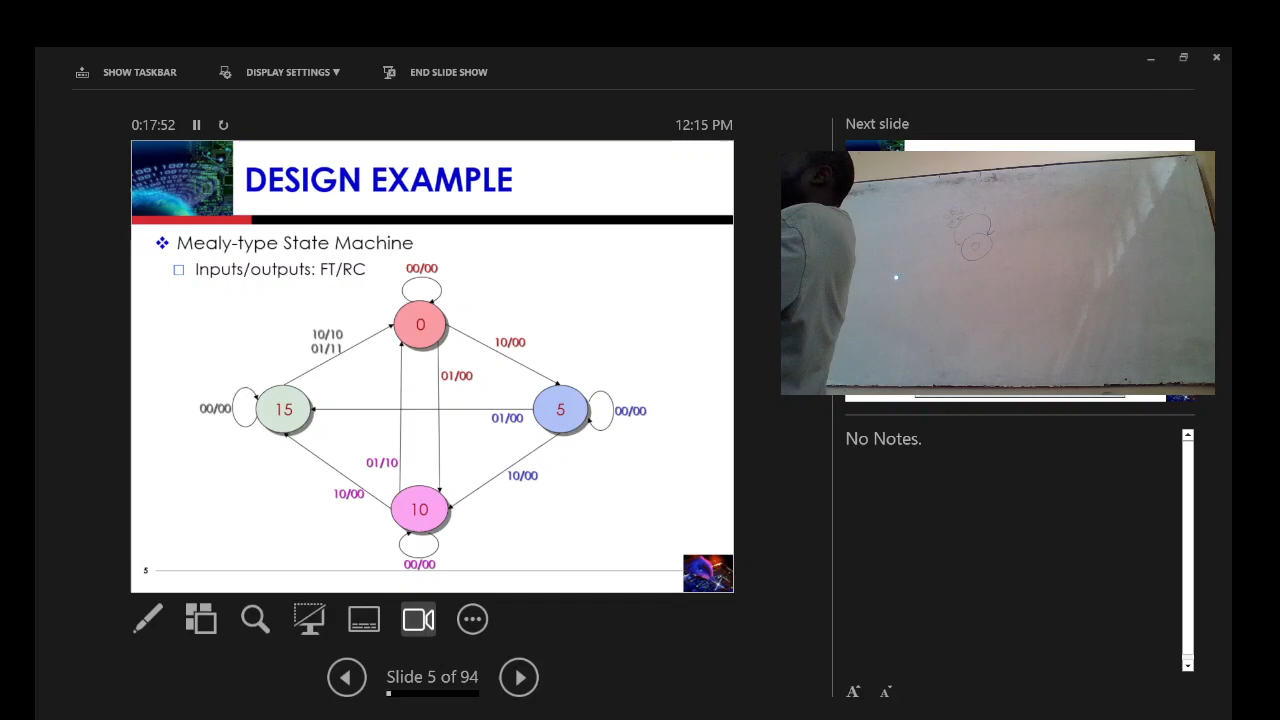 SHOW TASKBAR DISPLAY SETTINGS ▼ END SLIDE SHOW
0:17:52 12:15 PM
Next slide
DESIGN EXAMPLE
Mealy-type State Machine
Inputs/outputs: FT/RC
00/00
0
10/10
01/11
10/00
01/00
00/00
15
5
00/00
01/00
01/10
10/00
10/00
10
00/00
5
No Notes.
Slide 5 of 94
A A